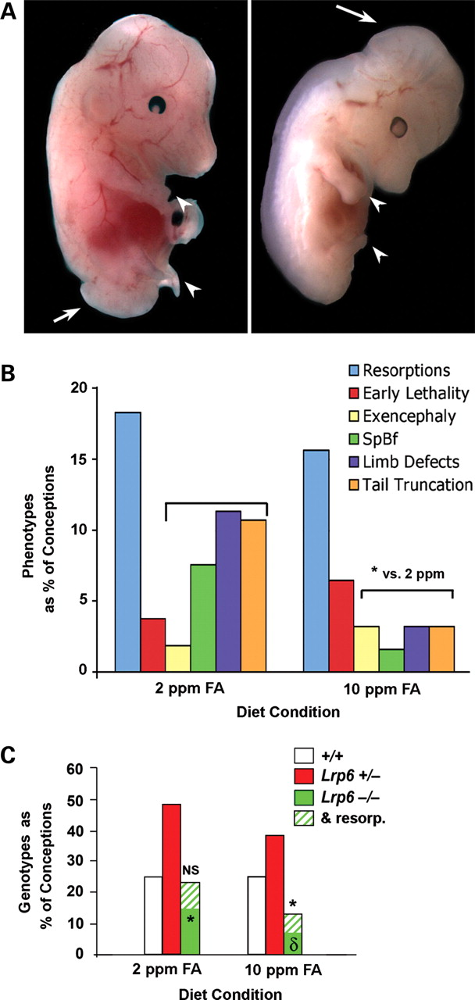 A
B
Resorptions
Early Lethality
Exencephaly
SpBf
Limb Defects
Tail Truncation
20
15
10
5
0
Phenotypes
as % of Conceptions
* vs. 2 ppm
2 ppm FA
10 ppm FA
Diet Condition
C
+/+
Lrp6 +/–
Lrp6 –/–
& resorp.
60
50
40
30
20
10
0
Genotypes as
% of Conceptions
NS
*
*
δ
2 ppm FA
10 ppm FA
Diet Condition